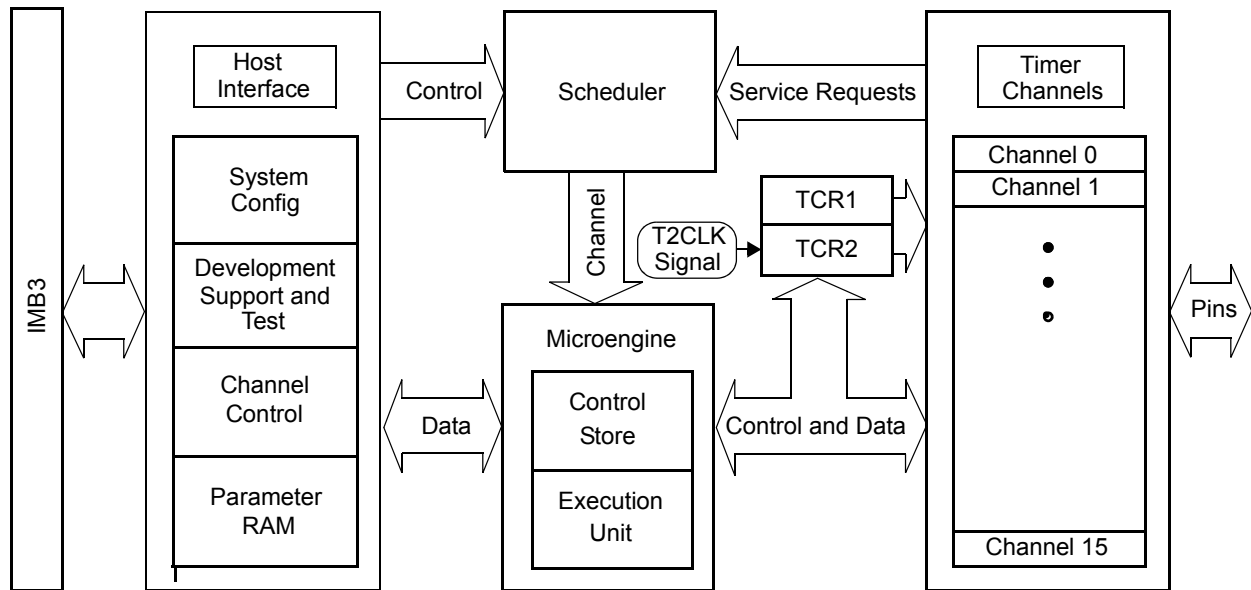 IMB3
Host
Interface
System
Config
Development
Support and
Test
Channel
Control
Parameter
RAM
Control
Data
Scheduler
Channel
Microengine
Control
Store
Execution
Unit
Service Requests
T2CLK
Signal
TCR1
TCR2
Control and Data
Timer
Channels
Channel 0
Channel 1
Channel 15
Pins